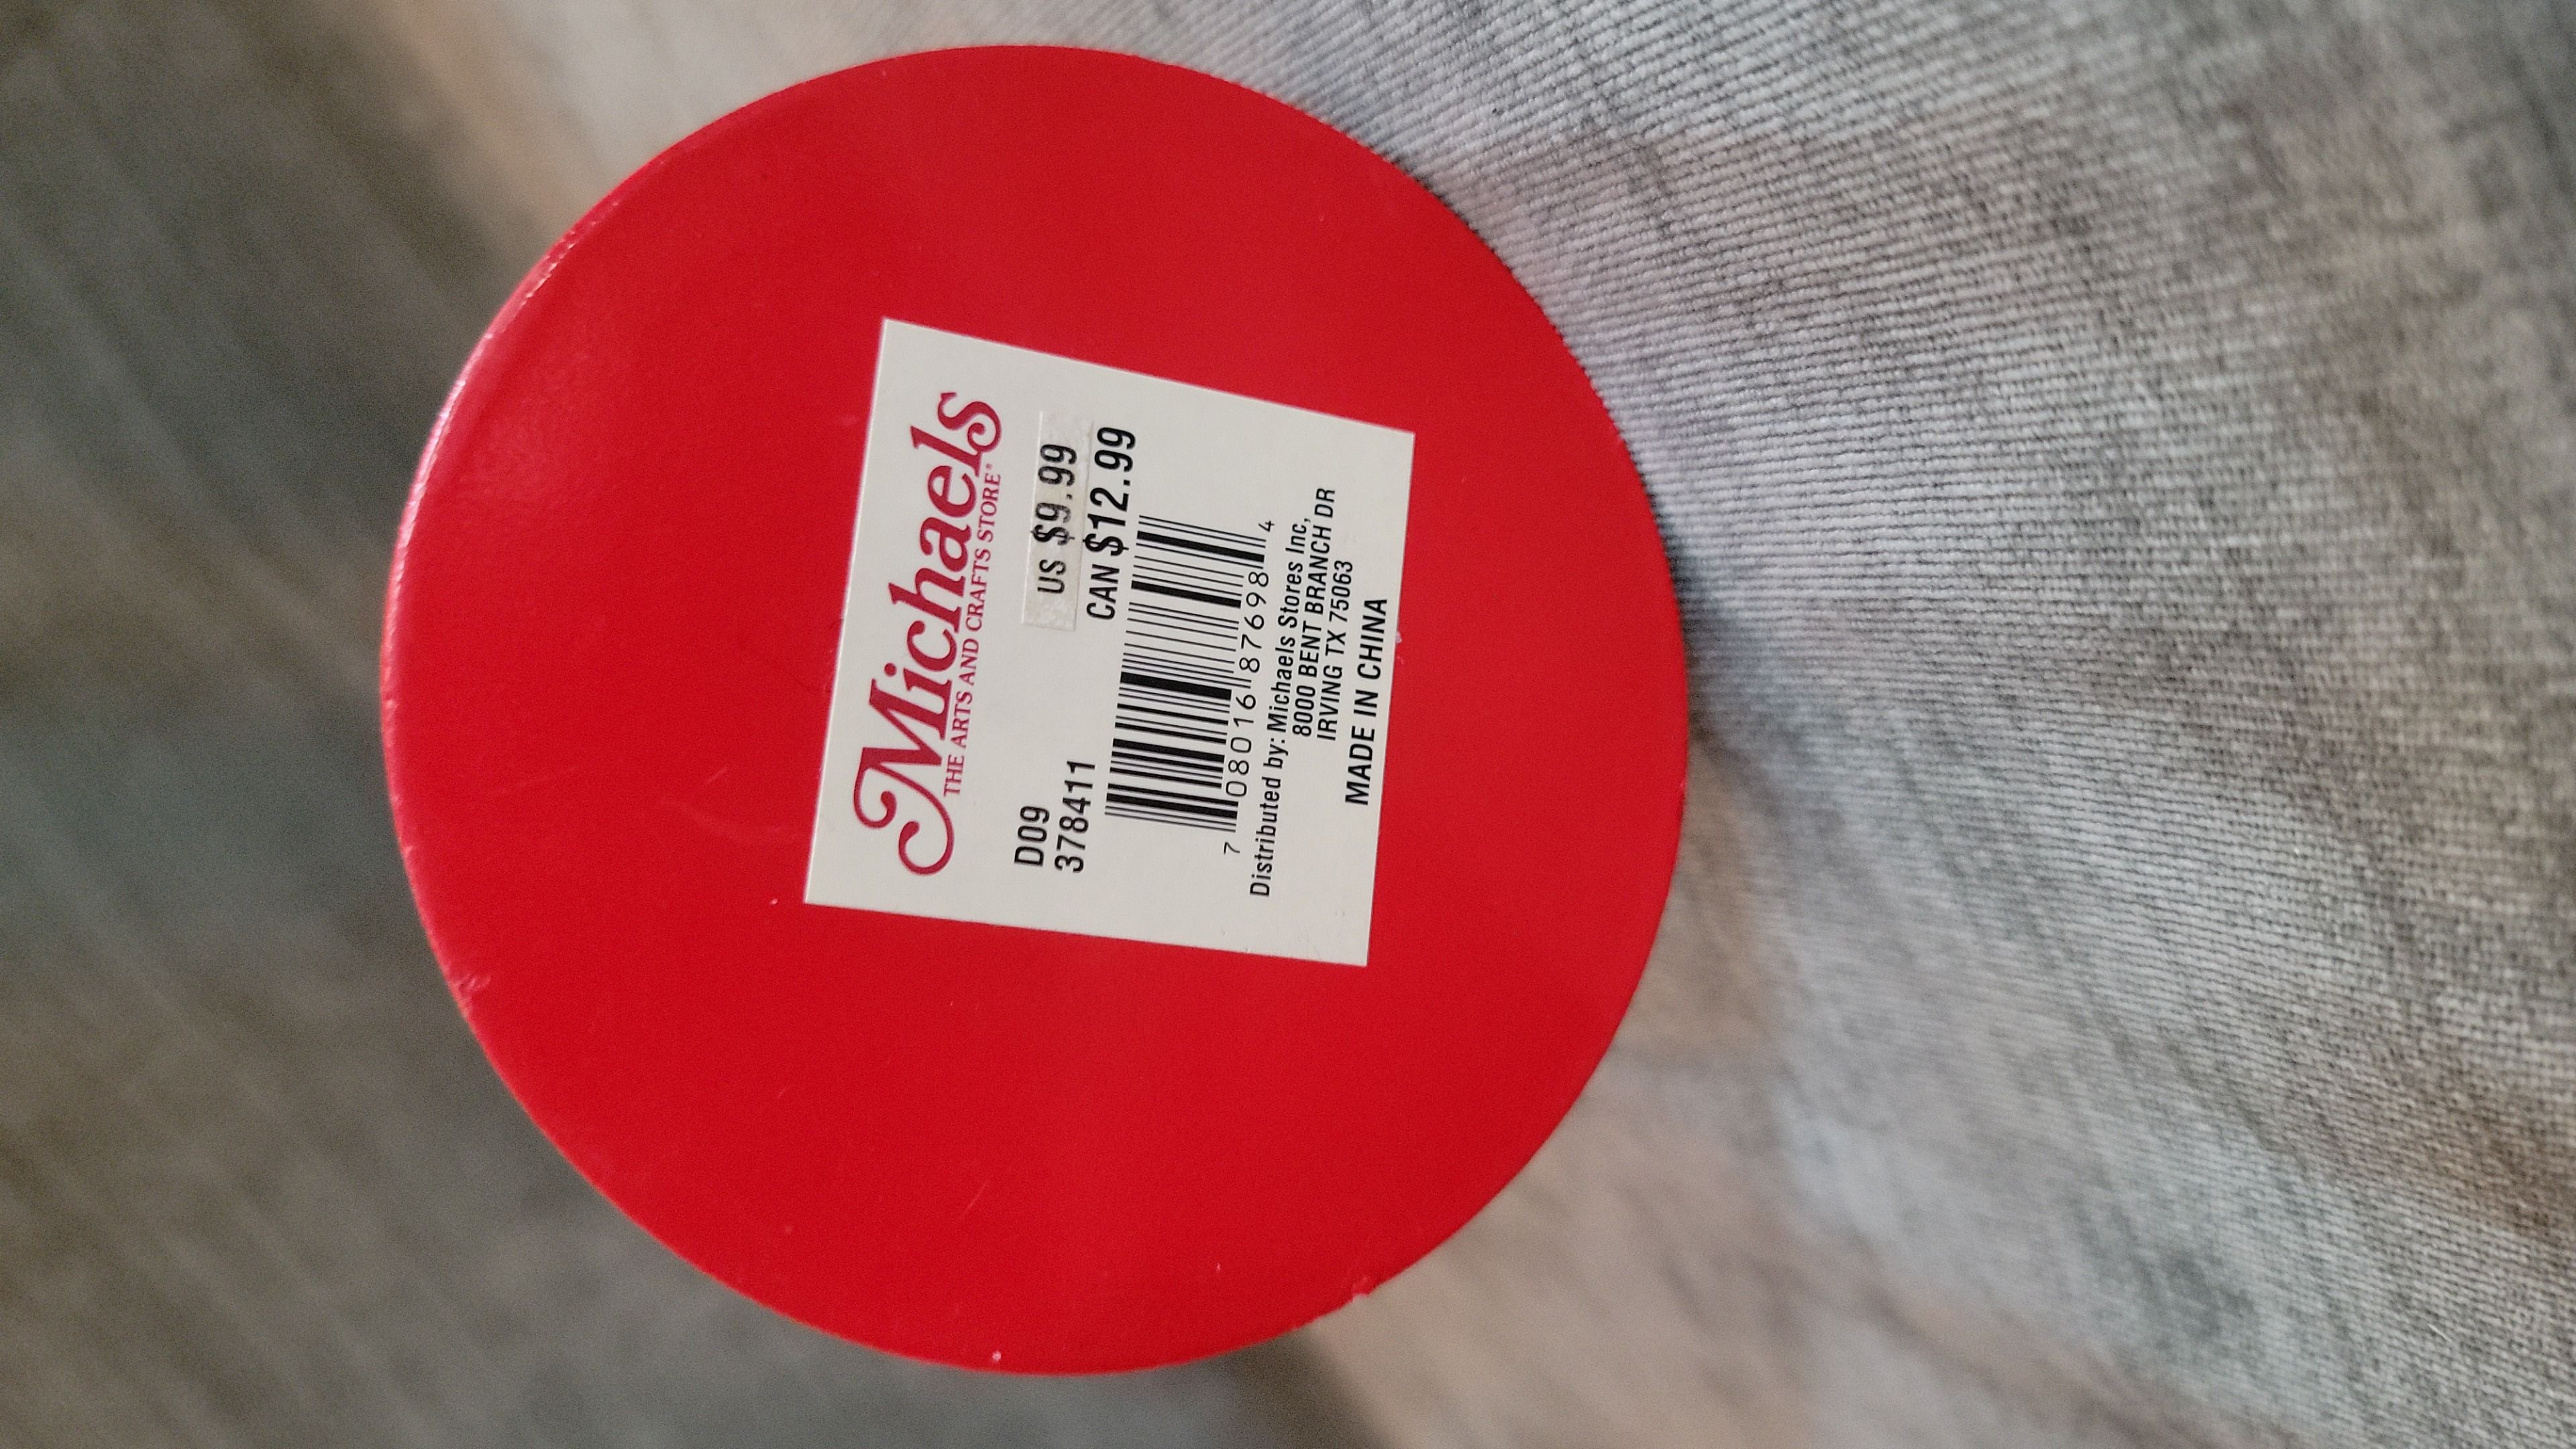 Michaels
THE ARTS AND CRAFTS STORE®
US $9.99
D09 CAN $12.99
378411
7 08016 87698 4
Distributed by: Michaels Stores Inc,
8000 BENT BRANCH DR
IRVING TX 75063
MADE IN CHINA